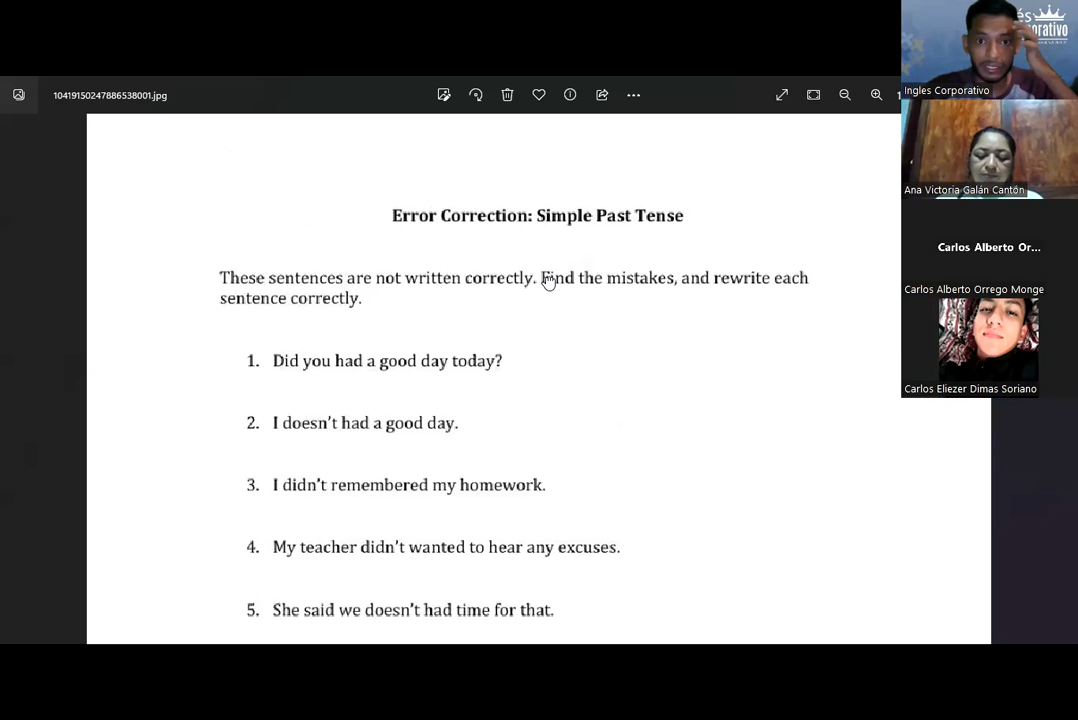 és
orativo
Ingles Corporativo
10419150247886538001.jpg
1
Ana Victoria Galán Cantón
Carlos Alberto Or...
Carlos Alberto Orrego Monge
Carlos Eliezer Dimas Soriano
Error Correction: Simple Past Tense
These sentences are not written correctly. Find the mistakes, and rewrite each
sentence correctly.
1. Did you had a good day today?
2. I doesn't had a good day.
3. I didn't remembered my homework.
4. My teacher didn't wanted to hear any excuses.
5. She said we doesn't had time for that.